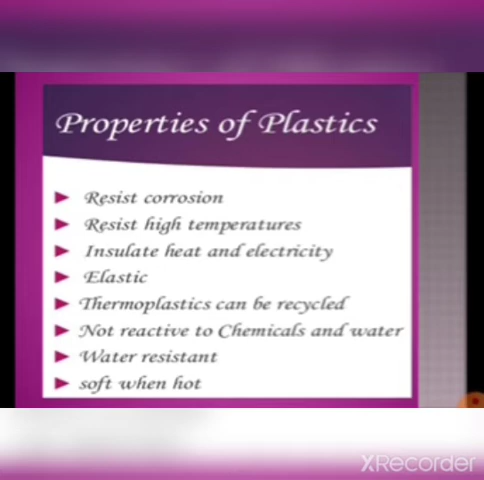 Properties of Plastics
Resist corrosion
Resist high temperatures
Insulate heat and electricity
Elastic
Thermoplastics can be recycled
Not reactive to Chemicals and water
Water resistant
soft when hot
XRecorder